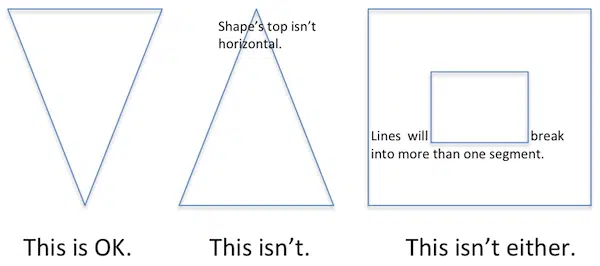 Shape's top isn't
horizontal.
Lines will break
into more than one segment.
This is OK.
This isn't.
This isn't either.